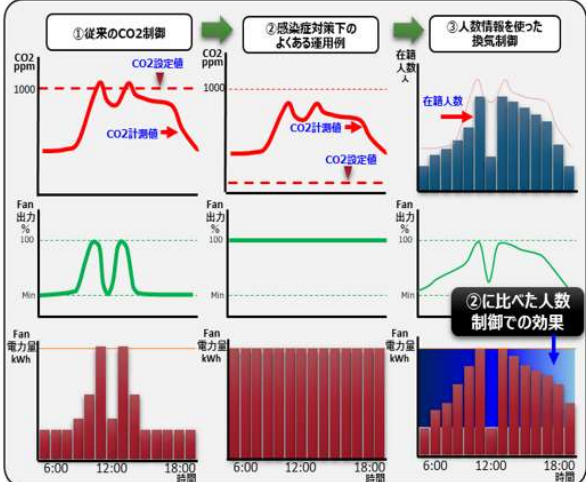 ①従来のCO2制御
②感染症対策下の
よくある運用例
③人数情報を使った
換気制御
CO2
ppm
1000
CO2設定値
CO2計測値
CO2
ppm
1000
CO2計測値
CO2設定値
在籍
人数
人
在籍人数
Fan
出力
%
100
Min
Fan
出力
%
100
Min
Fan
出力
%
100
Min
②に比べた人数
制御での効果
Fan
電力量
kWh
6:00
12:00
18:00
時間
Fan
電力量
kWh
6:00
12:00
18:00
時間
Fan
電力量
kWh
6:00
12:00
18:00
時間